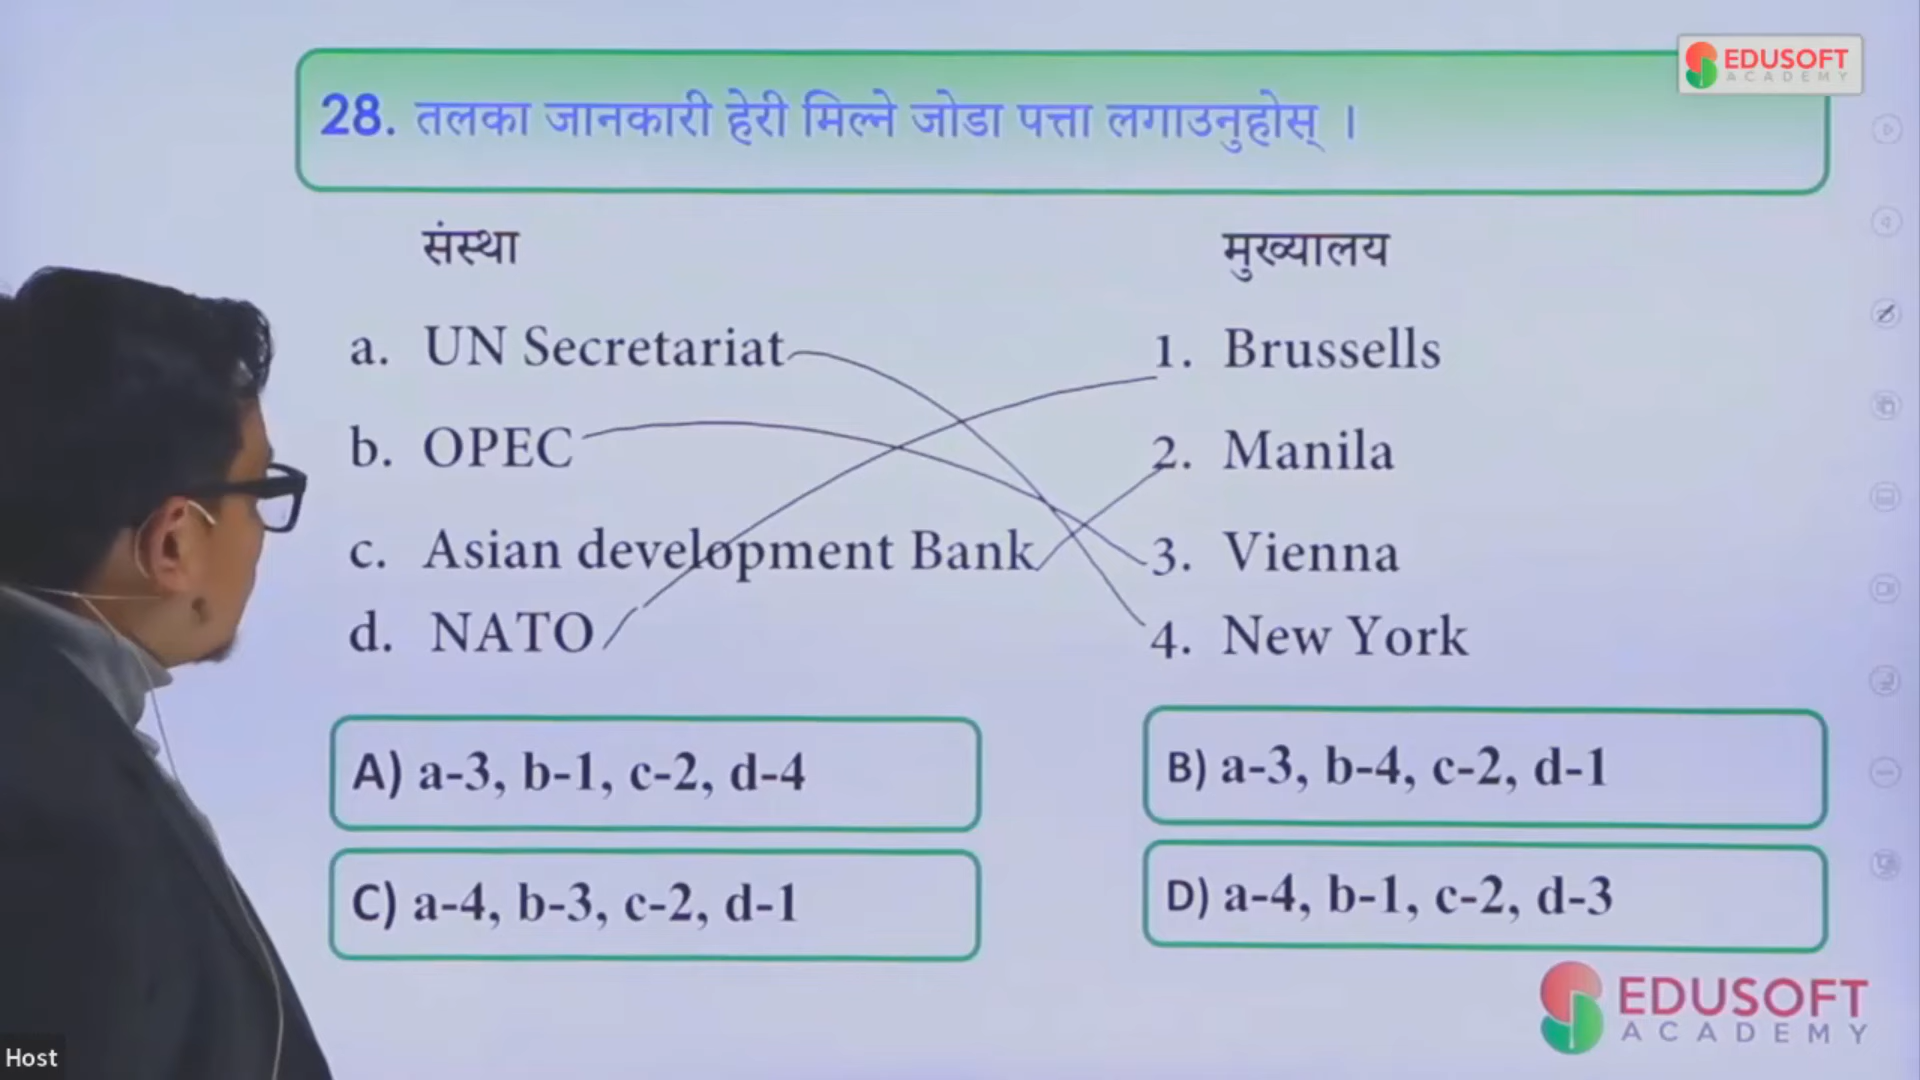 EDUSOFT
ACADEMY
28. तलका जानकारी हेरी मिल्ने जोडा पत्ता लगाउनुहोस् ।
संस्था
मुख्यालय
a. UN Secretariat
1. Brussells
b. OPEC
2. Manila
c. Asian development Bank
3. Vienna
d. NATO
4. New York
A) a-3, b-1, c-2, d-4
B) a-3, b-4, c-2, d-1
C) a-4, b-3, c-2, d-1
D) a-4, b-1, c-2, d-3
EDUSOFT
ACADEMY
Host